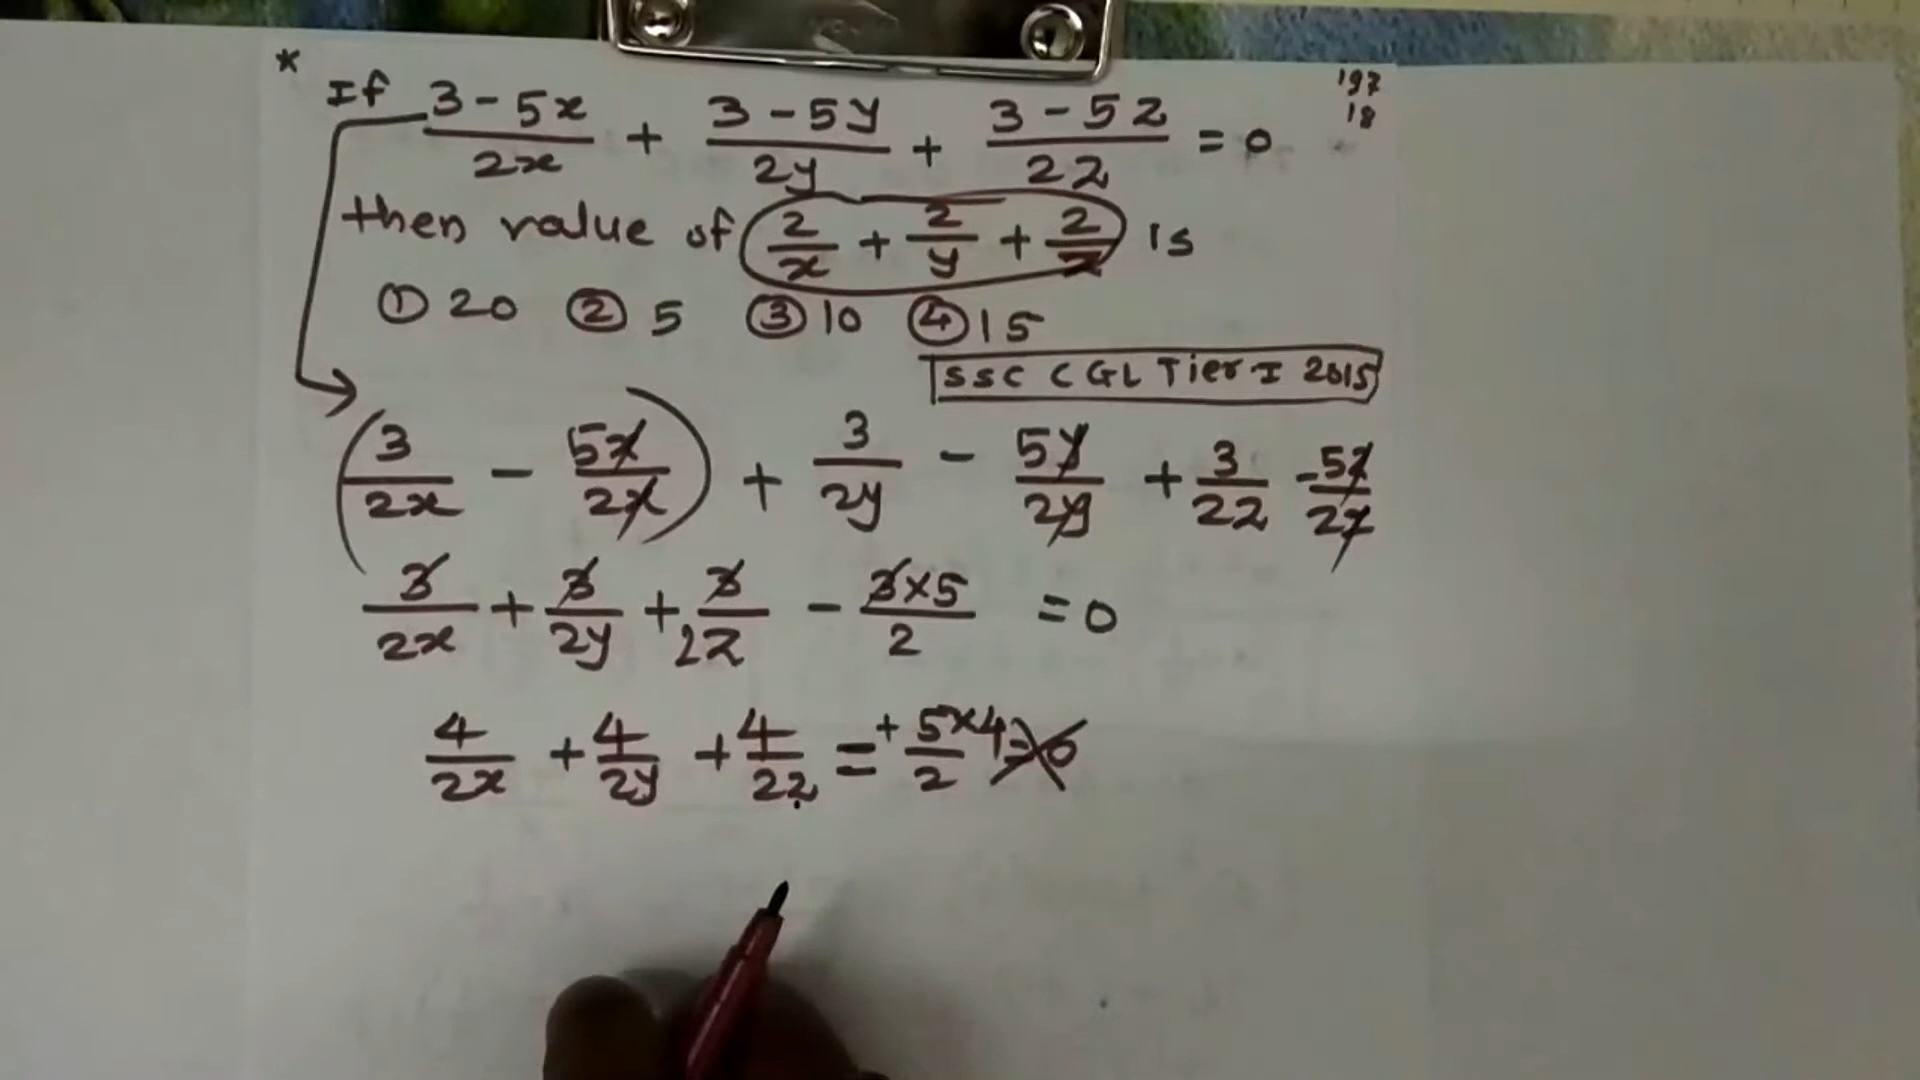 * If (3-5x)/2x + (3-5y)/2y + (3-5z)/2z = 0
197
18
then value of 2/x + 2/y + 2/z is
① 20 ② 5 ③ 10 ④ 15
SSC CGL Tier I 2015
(3/2x - 5x/2x) + 3/2y - 5y/2y + 3/2z - 5z/2z
3/2x + 3/2y + 3/2z - 3×5/2 = 0
4/2x + 4/2y + 4/2z = + 5×4/2 = 0